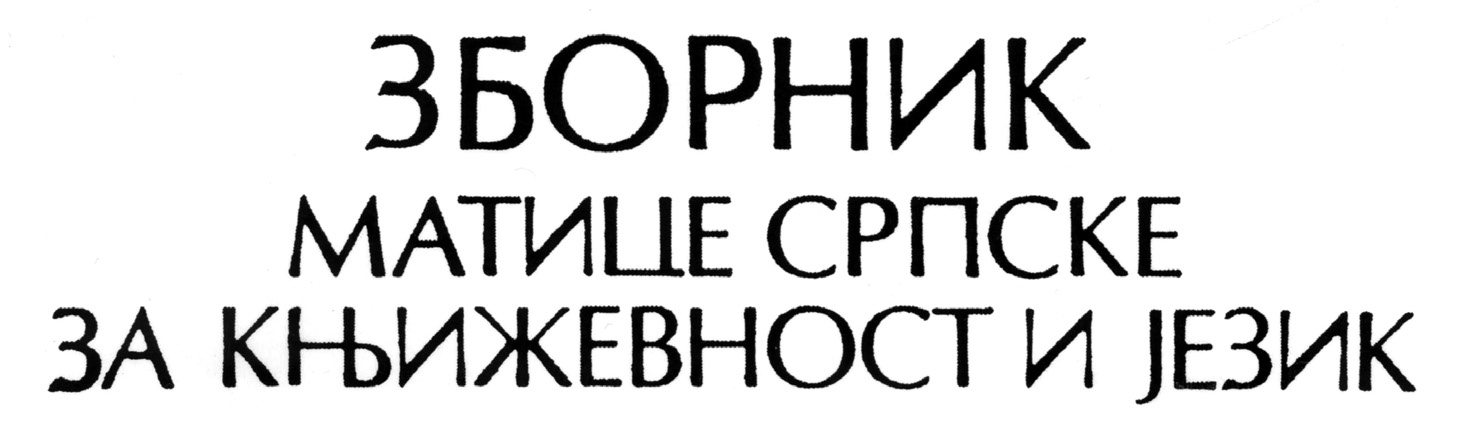 ЗБОРНИК
МАТИЦЕ СРПСКЕ
ЗА КЊИЖЕВНОСТ И ЈЕЗИК